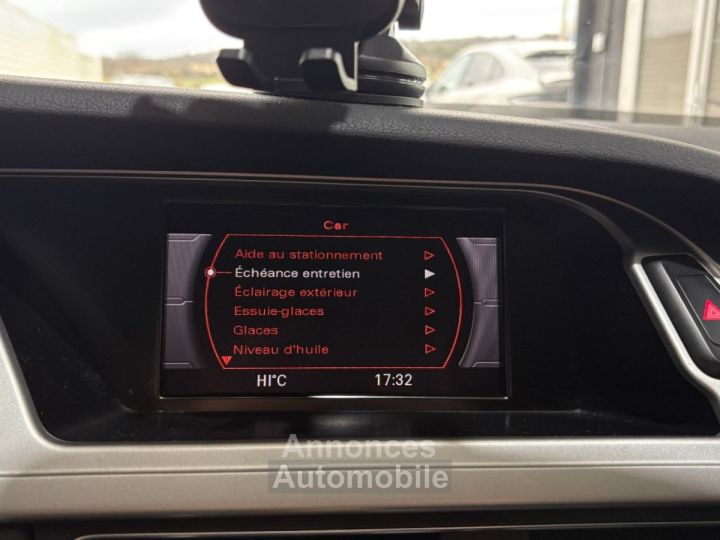 Car
Aide au stationnement
Échéance entretien
Éclairage extérieur
Essuie-glaces
Glaces
Niveau d'huile
HI°C 17:32
Annonces
Automobile